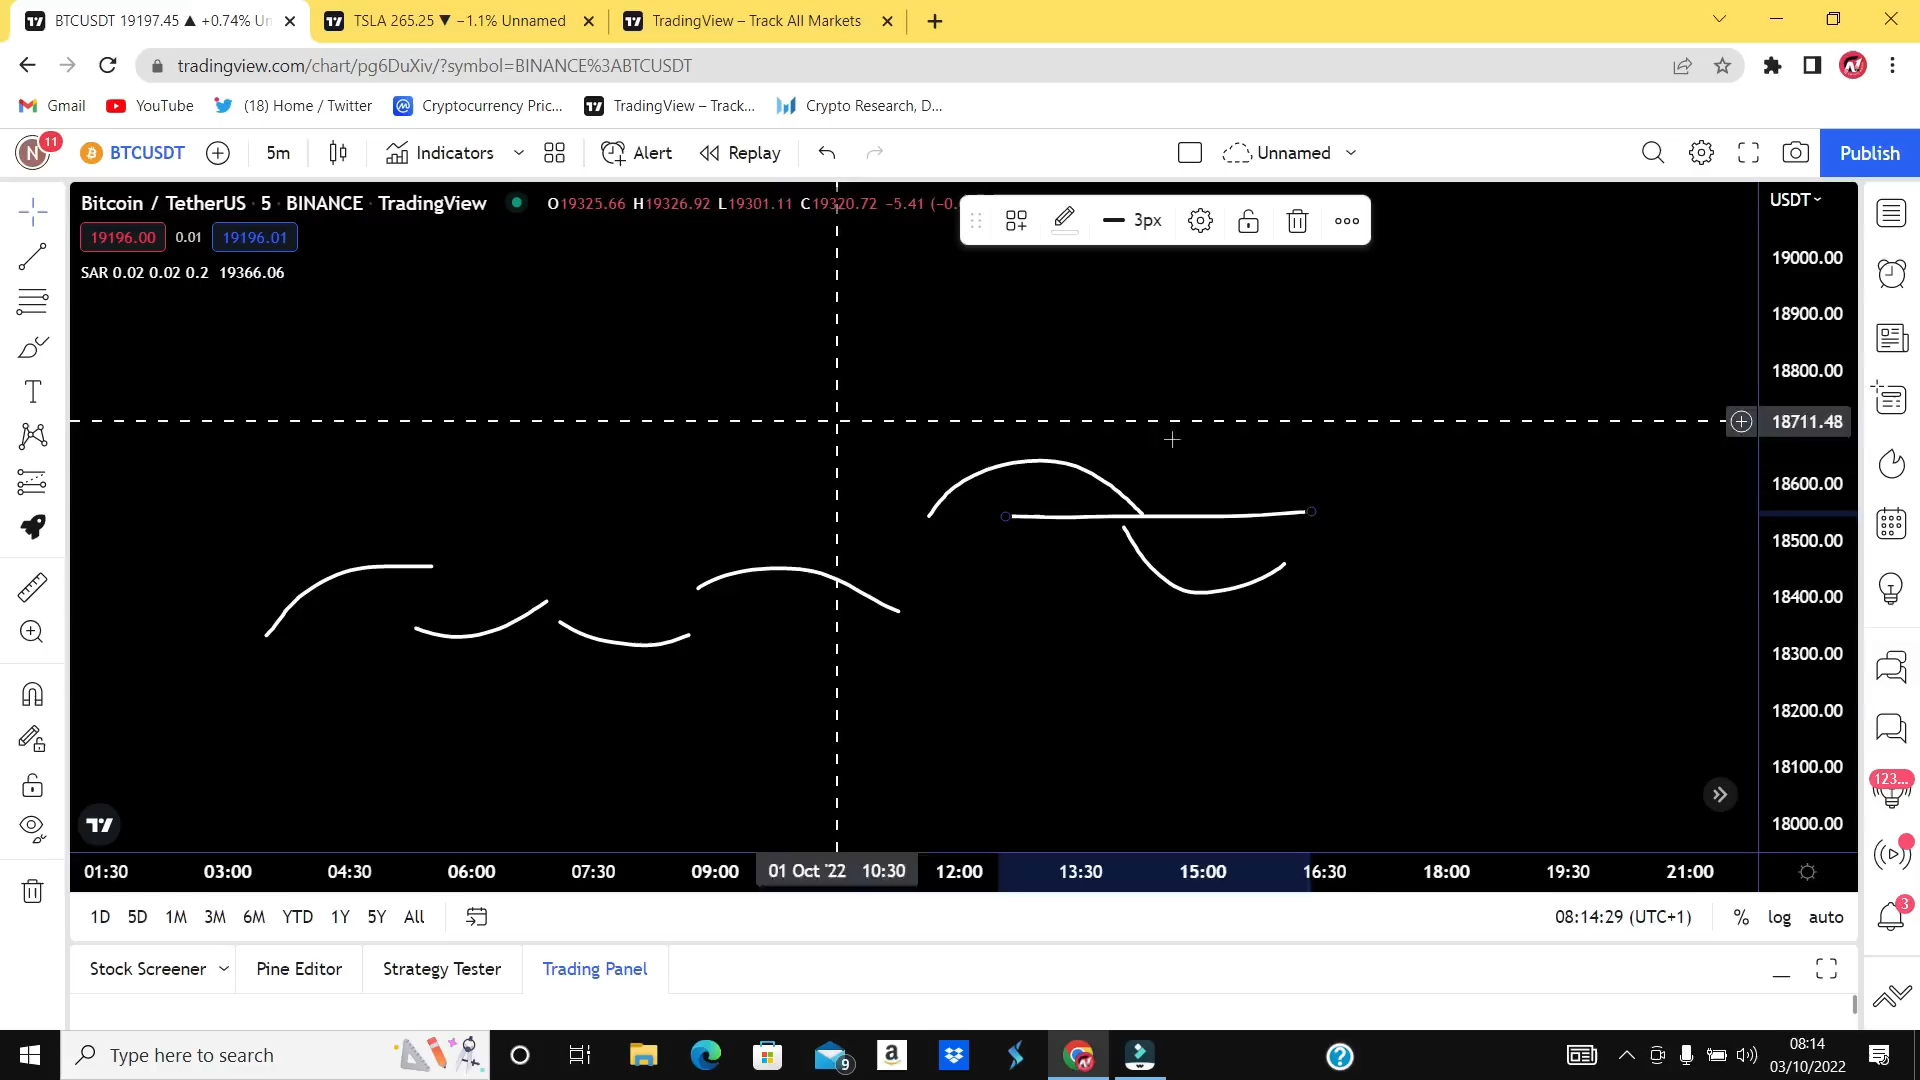 BTCUSDT 19197.45 ▲ +0.74% Un
TSLA 265.25 ▼ −1.1% Unnamed
TradingView – Track All Markets
tradingview.com/chart/pg6DuXiv/?symbol=BINANCE%3ABTCUSDT
Gmail YouTube (18) Home / Twitter Cryptocurrency Pric... TradingView – Track... Crypto Research, D...
N 11 BTCUSDT 5m Indicators Alert Replay Unnamed Publish
Bitcoin / TetherUS · 5 · BINANCE · TradingView O19325.66 H19326.92 L19301.11 C19320.72 −5.41 (−0.
USDT
3px
19196.00 0.01 19196.01
SAR 0.02 0.02 0.2 19366.06
19000.00
18900.00
18800.00
18711.48
18600.00
18500.00
18400.00
18300.00
18200.00
18100.00
18000.00
123...
01:30 03:00 04:30 06:00 07:30 09:00 01 Oct '22 10:30 12:00 13:30 15:00 16:30 18:00 19:30 21:00
1D 5D 1M 3M 6M YTD 1Y 5Y All 08:14:29 (UTC+1) % log auto
3
Stock Screener Pine Editor Strategy Tester Trading Panel
Type here to search
9
08:14
03/10/2022